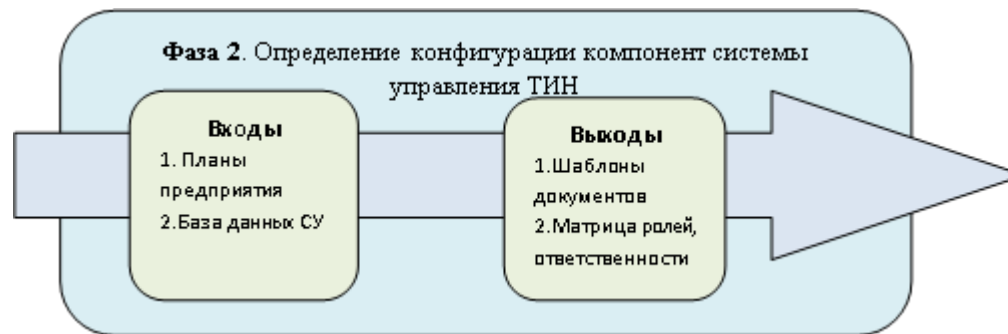 Фаза 2. Определение конфигурации компонент системы
управления ТИН
Входы
1. Планы
предприятия
2.База данных СУ
Выходы
1.Шаблоны
документов
2.Матрица ролей,
ответственности